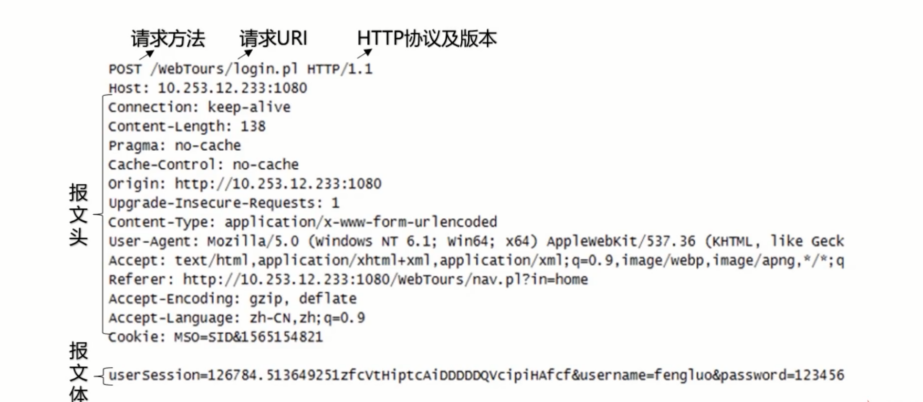 请求方法 请求URI HTTP协议及版本
POST /WebTours/login.pl HTTP/1.1
Host: 10.253.12.233:1080
Connection: keep-alive
Content-Length: 138
Pragma: no-cache
Cache-Control: no-cache
Origin: http://10.253.12.233:1080
Upgrade-Insecure-Requests: 1
Content-Type: application/x-www-form-urlencoded
报文头
User-Agent: Mozilla/5.0 (Windows NT 6.1; Win64; x64) AppleWebKit/537.36 (KHTML, like Geck
Accept: text/html,application/xhtml+xml,application/xml;q=0.9,image/webp,image/apng,*/*;q
Referer: http://10.253.12.233:1080/WebTours/nav.pl?in=home
Accept-Encoding: gzip, deflate
Accept-Language: zh-CN,zh;q=0.9
Cookie: MSO=SID&1565154821
报文体
userSession=126784.513649251zfcVtHiptcAiDDDDDQVcipiHAfcf&username=fengluo&password=123456